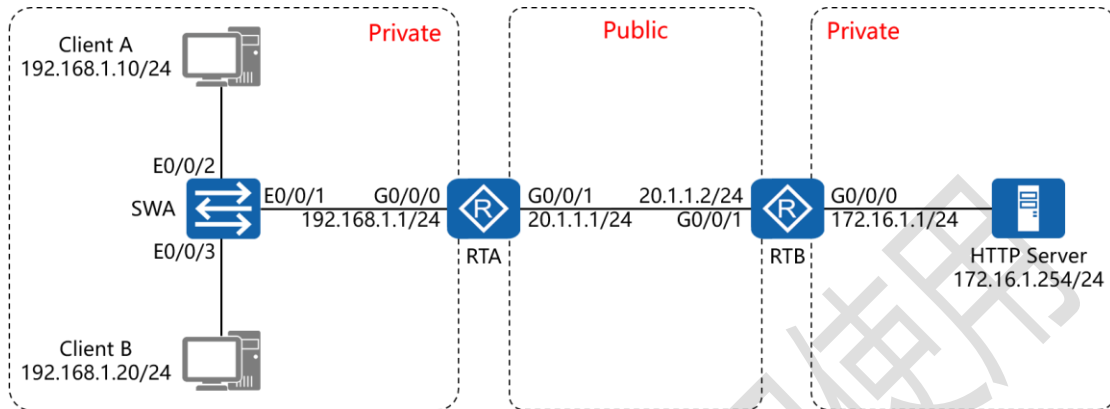 Private
Public
Private
Client A
192.168.1.10/24
E0/0/2
SWA
E0/0/1
G0/0/0
192.168.1.1/24
RTA
G0/0/1
20.1.1.1/24
20.1.1.2/24
G0/0/1
RTB
G0/0/0
172.16.1.1/24
HTTP Server
172.16.1.254/24
E0/0/3
Client B
192.168.1.20/24
R
R
使用